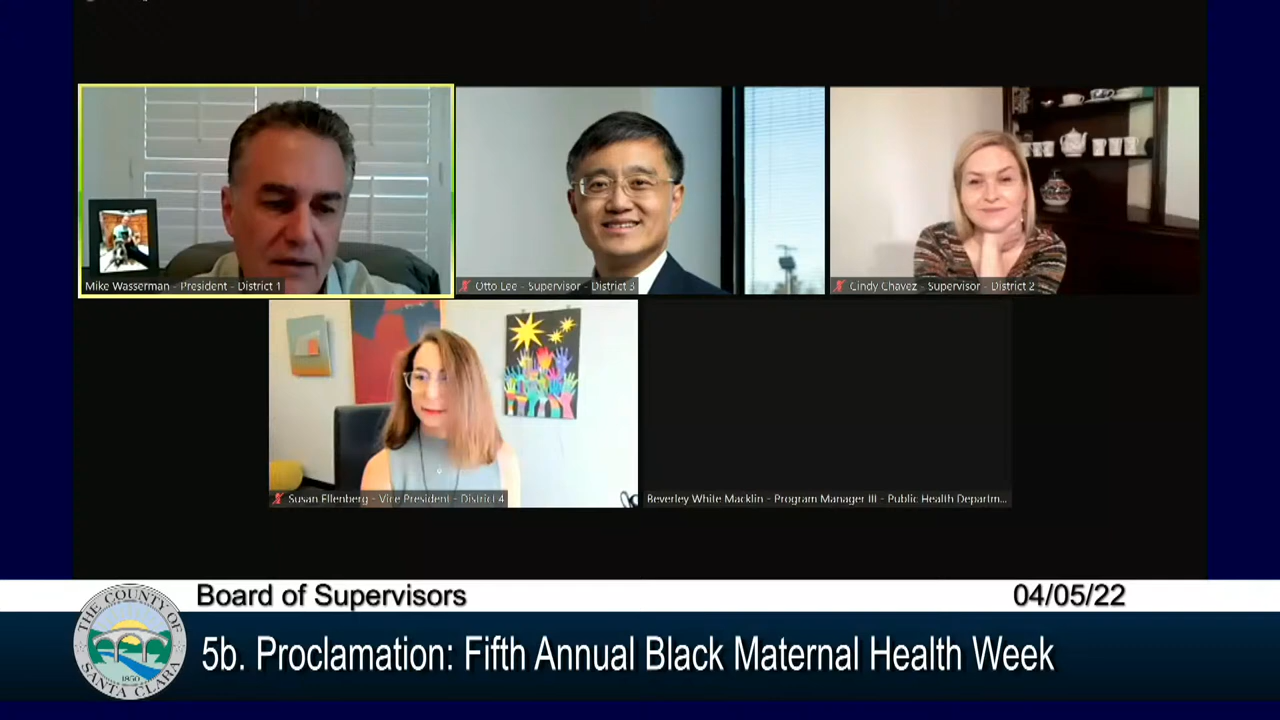 Mike Wasserman - President - District 1
Otto Lee - Supervisor - District 3
Cindy Chavez - Supervisor - District 2
Susan Ellenberg - Vice President - District 4
Beverley White Macklin - Program Manager III - Public Health Departm...
Board of Supervisors
04/05/22
THE COUNTY OF
SANTA CLARA
1850
5b. Proclamation: Fifth Annual Black Maternal Health Week